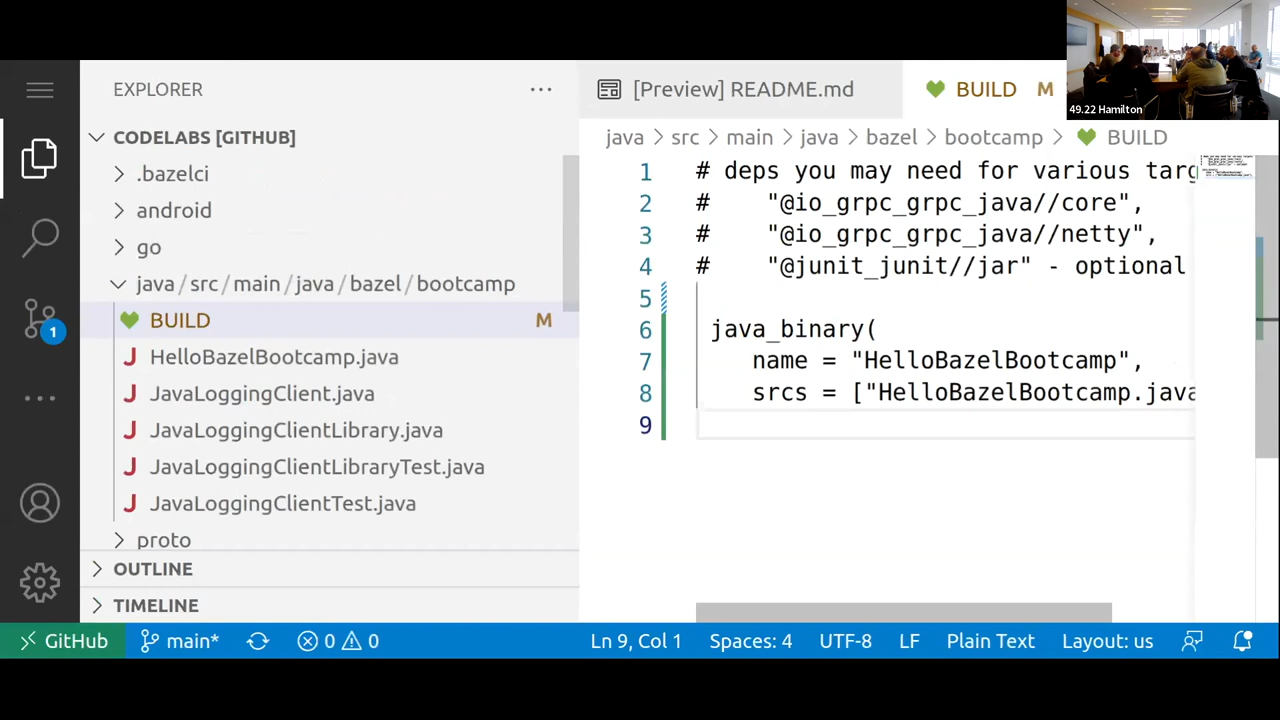 EXPLORER
[Preview] README.md
BUILD M
49.22 Hamilton
CODELABS [GITHUB]
.bazelci
android
go
java / src / main / java / bazel / bootcamp
BUILD M
HelloBazelBootcamp.java
JavaLoggingClient.java
JavaLoggingClientLibrary.java
JavaLoggingClientLibraryTest.java
JavaLoggingClientTest.java
proto
OUTLINE
TIMELINE
1
java > src > main > java > bazel > bootcamp > BUILD
1 # deps you may need for various targ
2 # "@io_grpc_grpc_java//core",
3 # "@io_grpc_grpc_java//netty",
4 # "@junit_junit//jar" - optional
5
6 java_binary(
7 name = "HelloBazelBootcamp",
8 srcs = ["HelloBazelBootcamp.java
9
GitHub main* 0 0 Ln 9, Col 1 Spaces: 4 UTF-8 LF Plain Text Layout: us